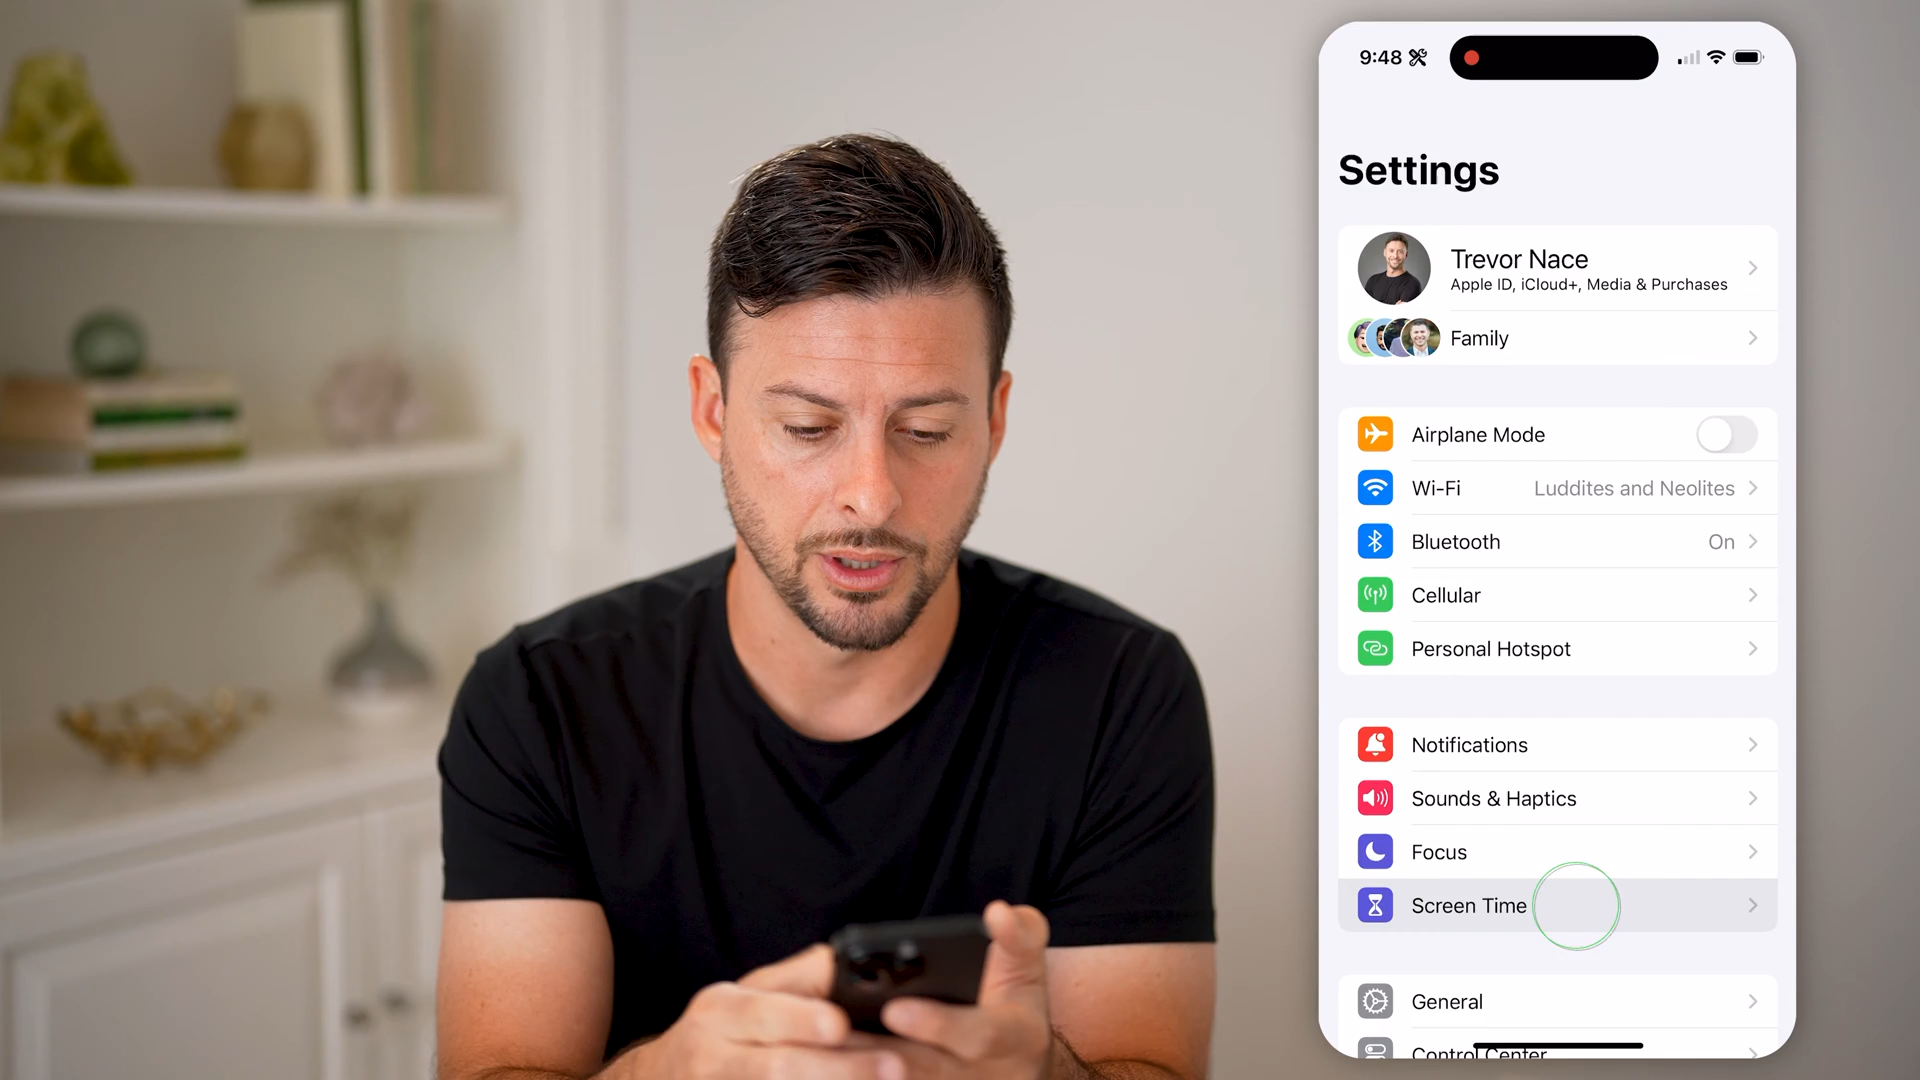 9:48
Settings
Trevor Nace
Apple ID, iCloud+, Media & Purchases
Family
Airplane Mode
Wi-Fi Luddites and Neolites
Bluetooth On
Cellular
Personal Hotspot
Notifications
Sounds & Haptics
Focus
Screen Time
General
Control Center